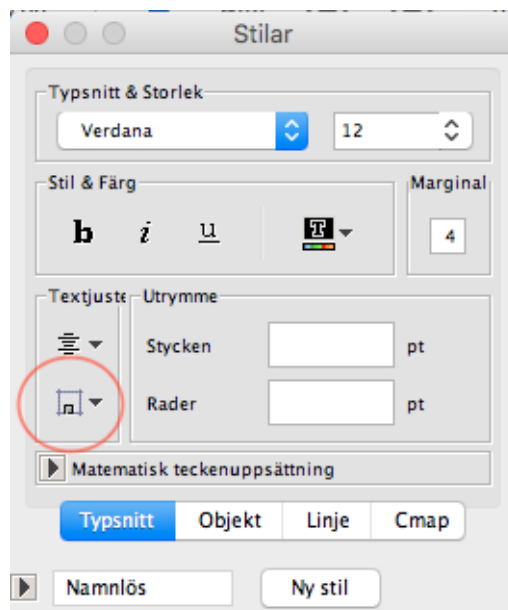 Stilar
Typsnitt & Storlek
Verdana 12
Stil & Färg Marginal
b i u T 4
Textjuste Utrymme
Stycken pt
Rader pt
Matematisk teckenuppsättning
Typsnitt Objekt Linje Cmap
Namnlös Ny stil